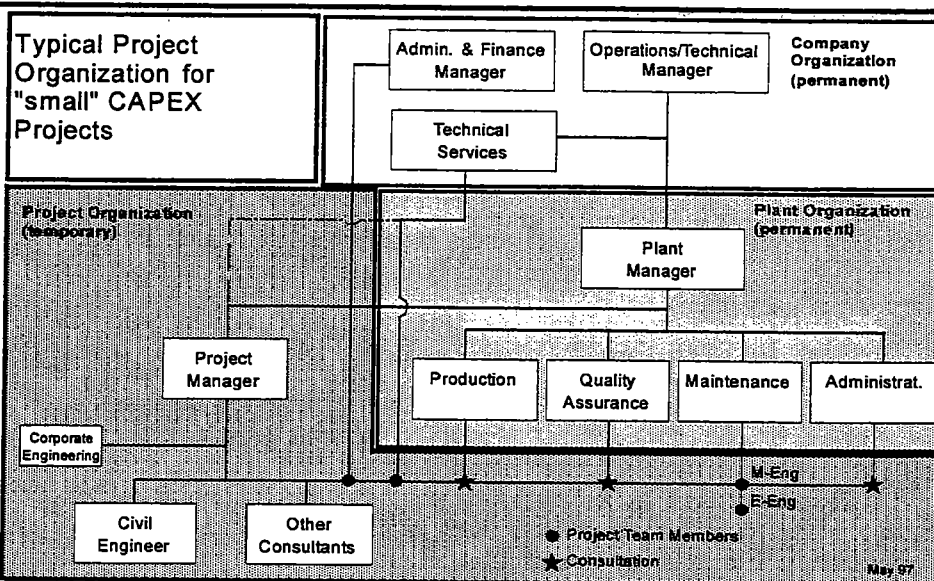 Typical Project
Organization for
"small" CAPEX
Projects
Admin. & Finance
Manager
Operations/Technical
Manager
Company
Organization
(permanent)
Technical
Services
Project Organization
(temporary)
Plant Organization
(permanent)
Plant
Manager
Project
Manager
Production
Quality
Assurance
Maintenance
Administrat.
Corporate
Engineering
M-Eng
E-Eng
Civil
Engineer
Other
Consultants
Project Team Members
Consultation
May 97